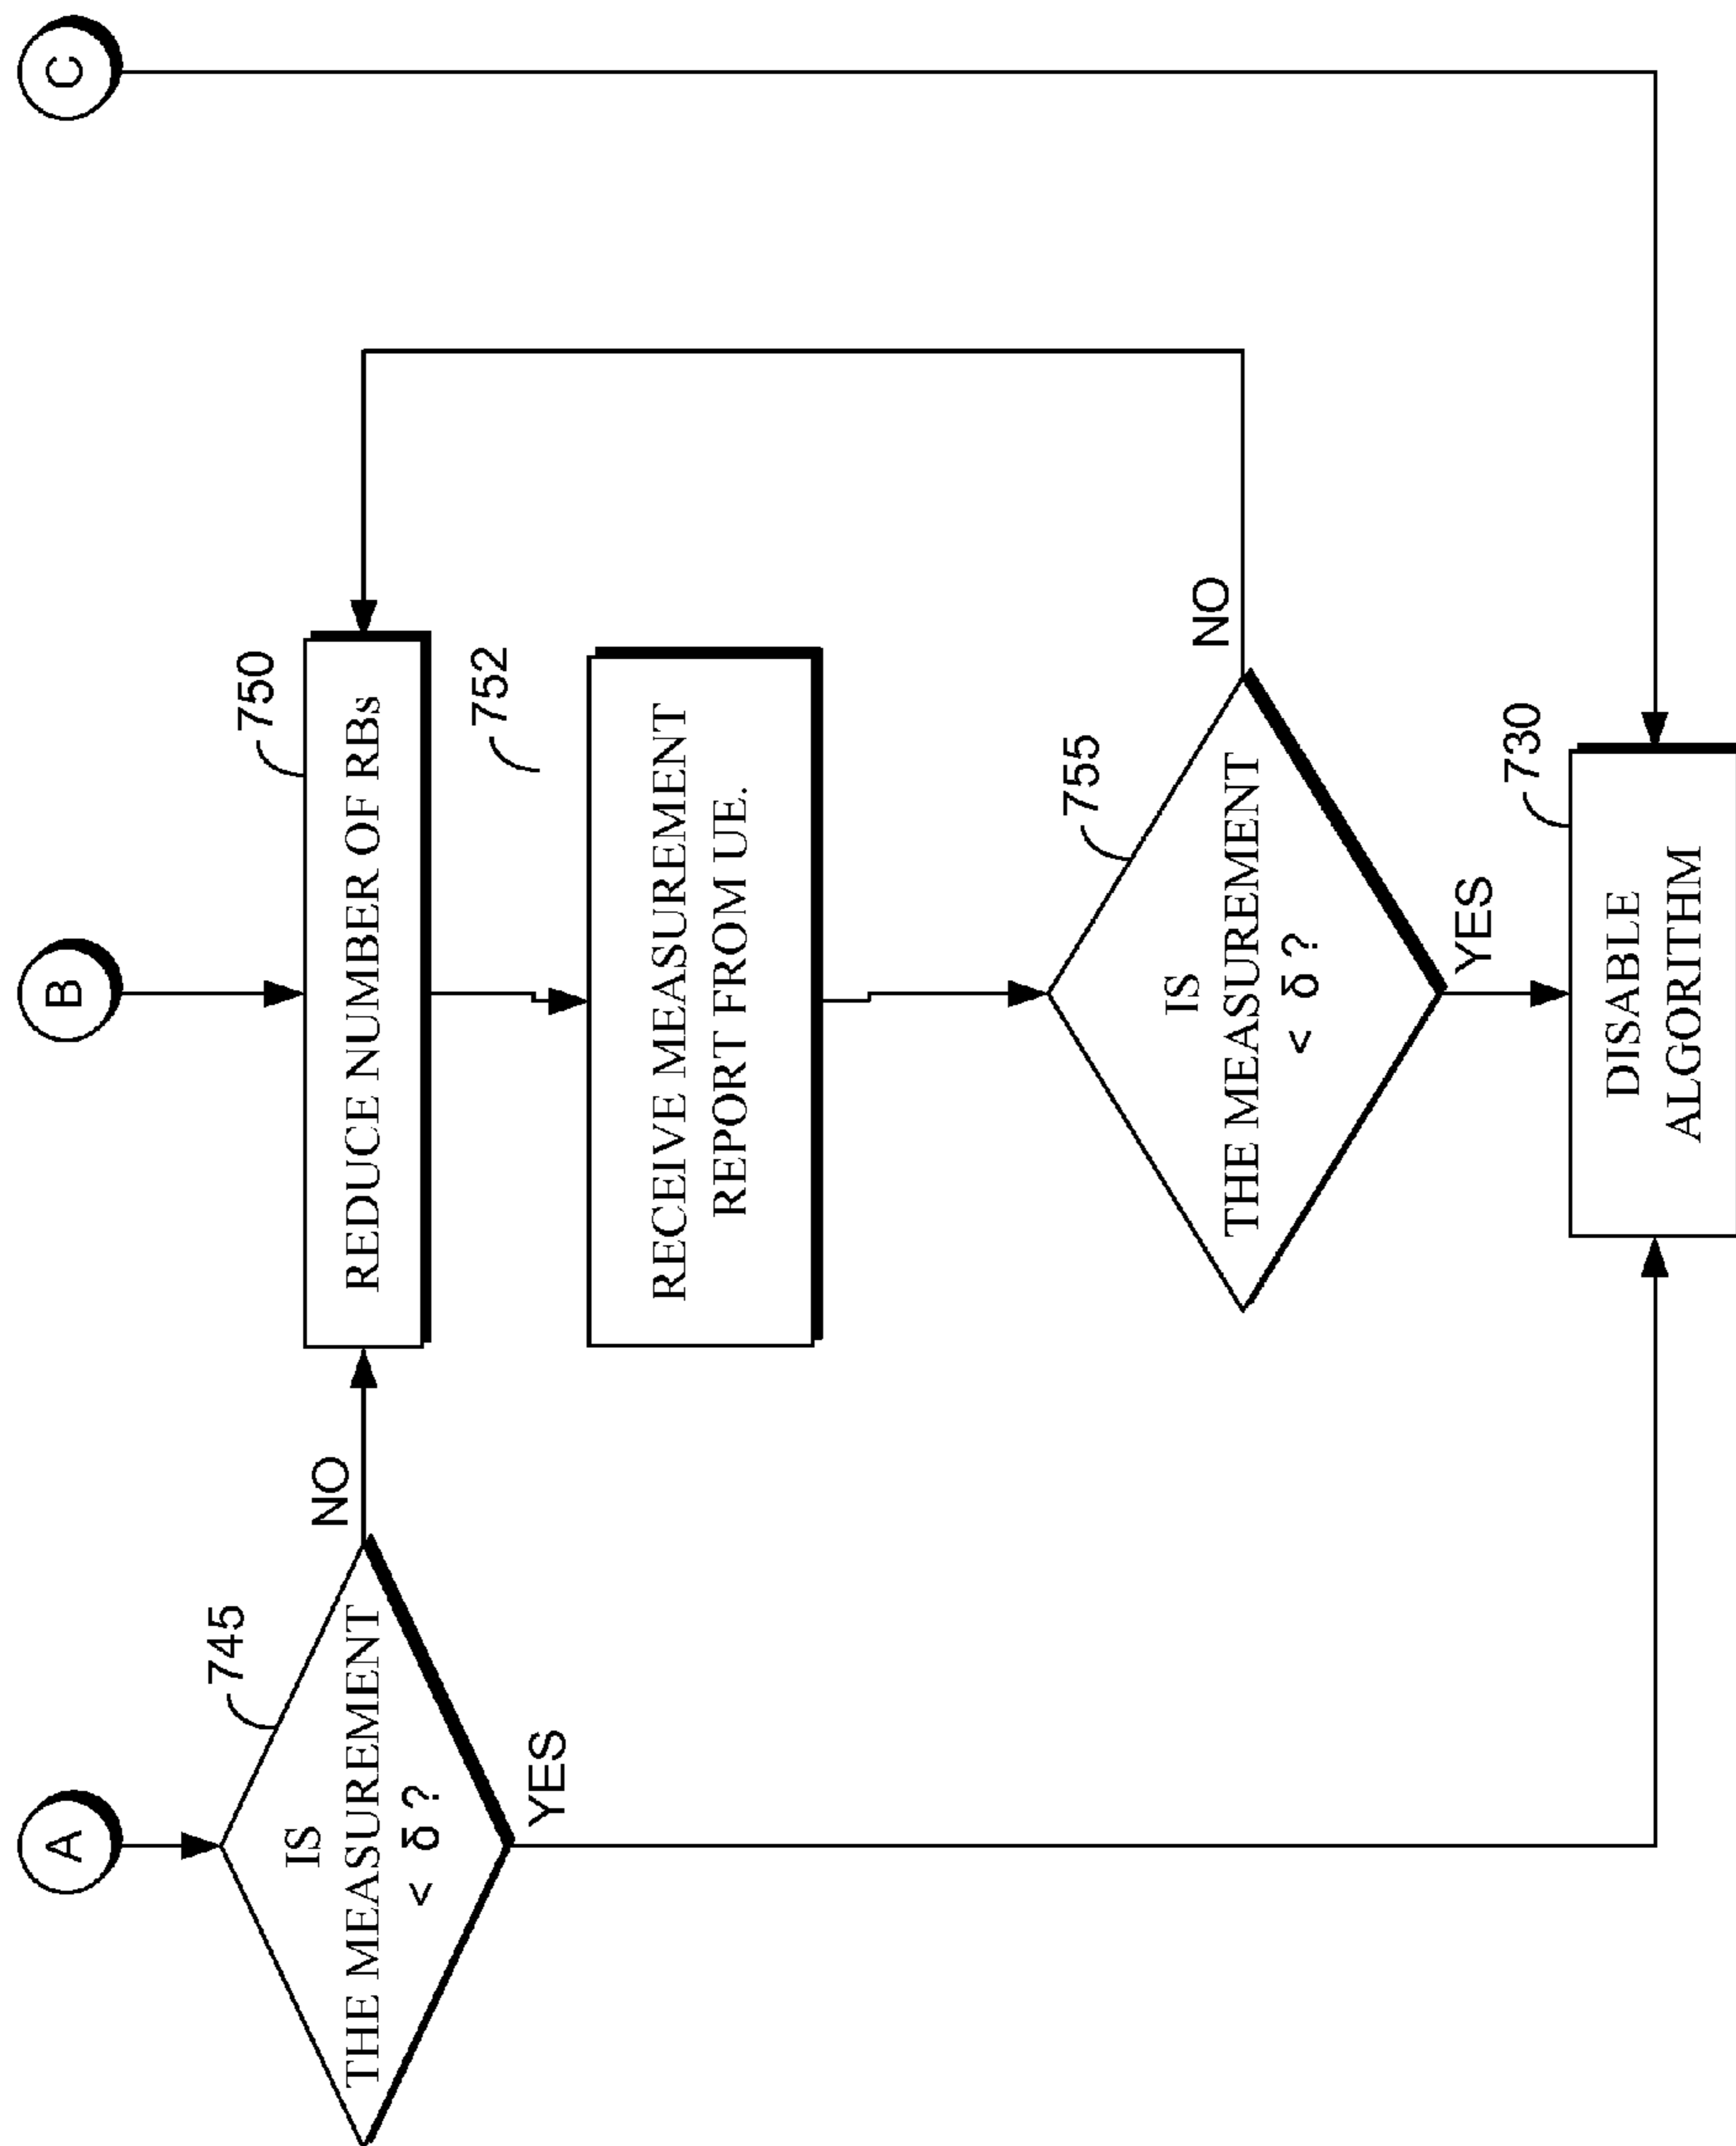 A
B
C
745
IS
THE MEASUREMENT
< δ ?
NO
YES
750
REDUCE NUMBER OF RBs
752
RECEIVE MEASUREMENT
REPORT FROM UE.
755
IS
THE MEASUREMENT
< δ ?
NO
YES
730
DISABLE
ALGORITHM